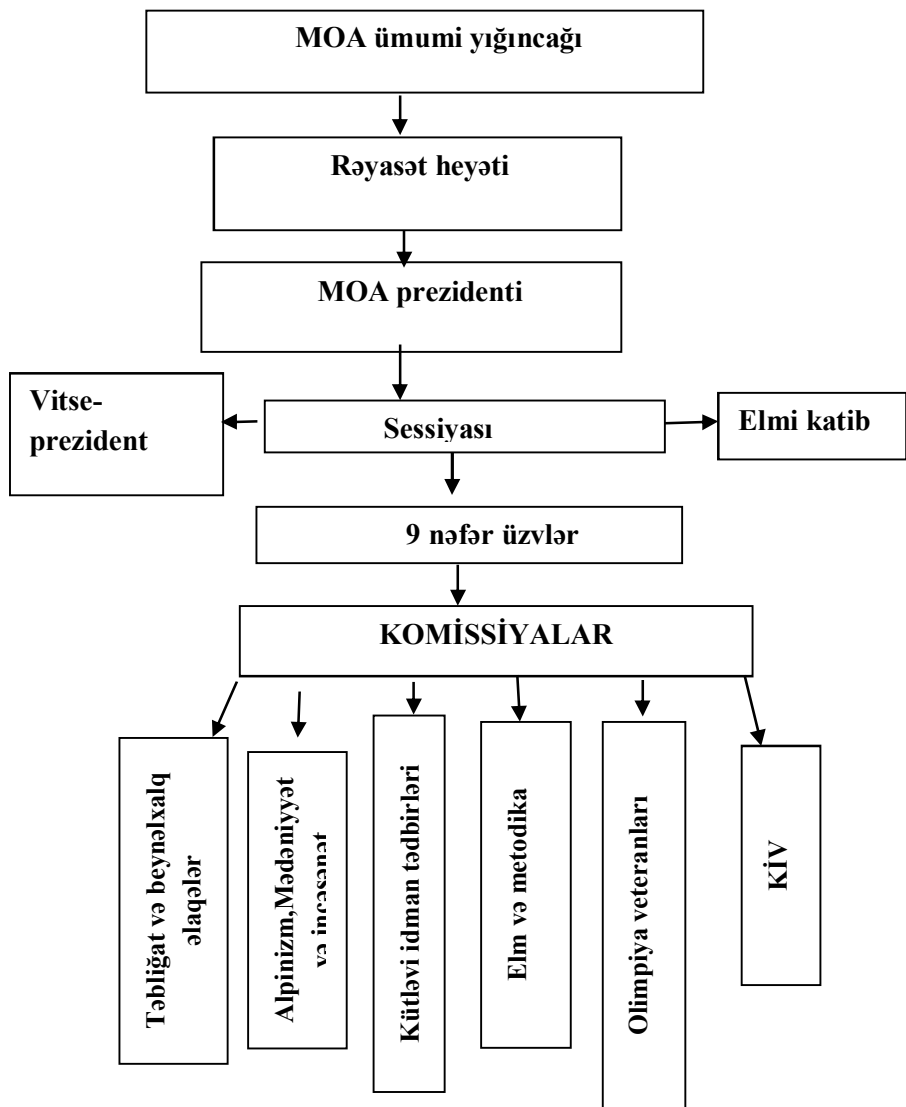 MOA ümumi yığıncağı
Rəyasət heyəti
MOA prezidenti
Vitse-
prezident
Sessiyası
Elmi katib
9 nəfər üzvlər
KOMİSSİYALAR
Təbliğat və beynəlxalq
əlaqələr
Alpinizm,Mədəniyyət
və incəsənət
Kütləvi idman tədbirləri
Elm və metodika
Olimpiya veteranları
KİV